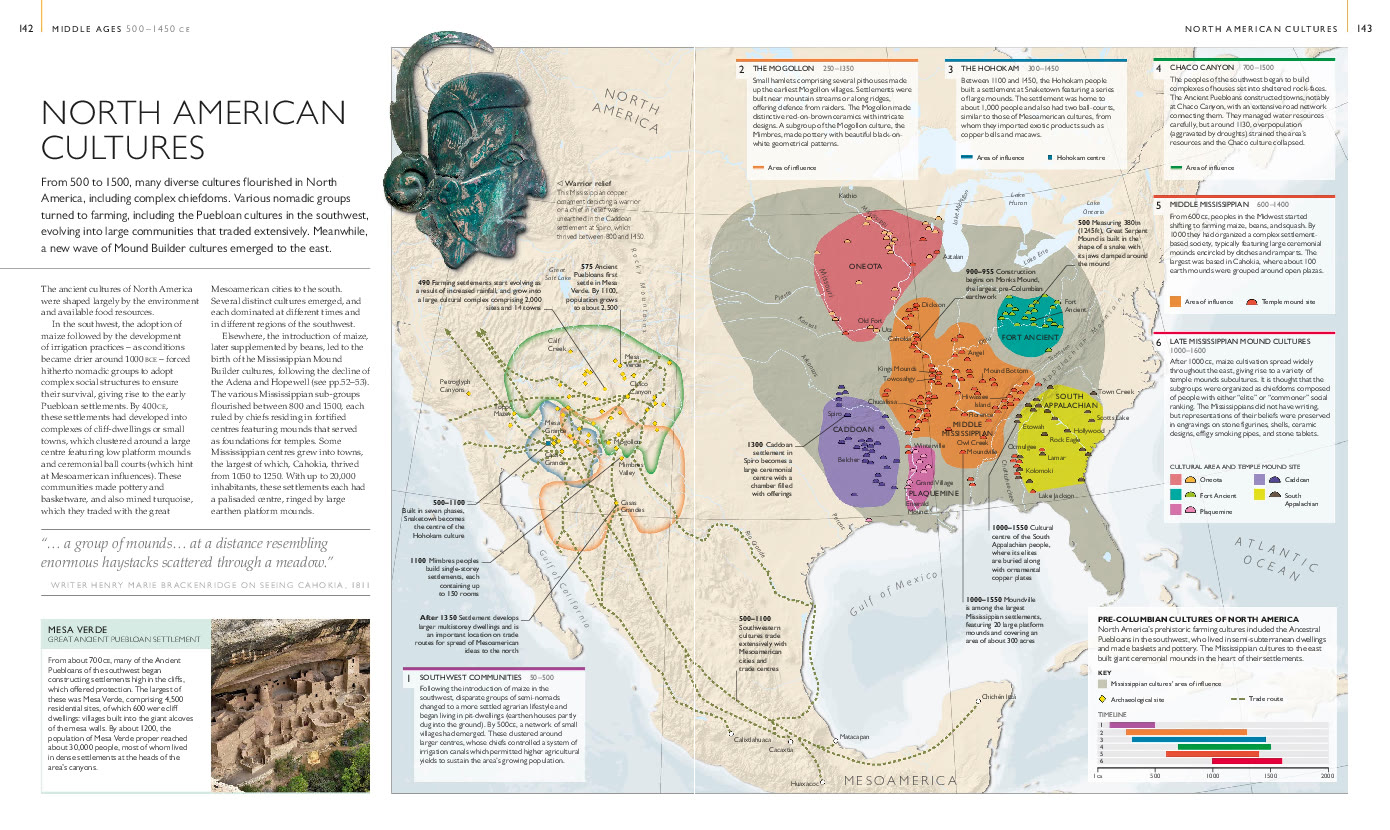 142 MIDDLE AGES 500–1450 CE
NORTH AMERICAN CULTURES 143
NORTH AMERICAN
CULTURES
From 500 to 1500, many diverse cultures flourished in North
America, including complex chiefdoms. Various nomadic groups
turned to farming, including the Puebloan cultures in the southwest,
evolving into large communities that traded extensively. Meanwhile,
a new wave of Mound Builder cultures emerged to the east.
The ancient cultures of North America
were shaped largely by the environment
and available food resources.
In the southwest, the adoption of
maize followed by the development
of irrigation practices – as conditions
became drier around 1000 BCE – forced
hitherto nomadic groups to adopt
complex social structures to ensure
their survival, giving rise to the early
Puebloan settlements. By 400 CE,
these settlements had developed into
complexes of cliff-dwellings or small
towns, which clustered around a large
centre featuring low platform mounds
and ceremonial ball courts (which hint
at Mesoamerican influences). These
communities made pottery and
basketware, and also mined turquoise,
which they traded with the great
Mesoamerican cities to the south.
Several distinct cultures emerged, and
each dominated at different times and
in different regions of the southwest.
Elsewhere, the introduction of maize,
later supplemented by beans, led to the
birth of the Mississippian Mound
Builder cultures, following the decline of
the Adena and Hopewell (see pp.52–53).
The various Mississippian sub-groups
flourished between 800 and 1500, each
ruled by chiefs residing in fortified
centres featuring mounds that served
as foundations for temples. Some
Mississippian centres grew into towns,
the largest of which, Cahokia, thrived
from 1050 to 1250. With up to 20,000
inhabitants, these settlements each had
a palisaded centre, ringed by large
earthen platform mounds.
“… a group of mounds… at a distance resembling
enormous haystacks scattered through a meadow.”
WRITER HENRY MARIE BRACKENRIDGE ON SEEING CAHOKIA, 1811
MESA VERDE
GREAT ANCIENT PUEBLOAN SETTLEMENT
From about 700 CE, many of the Ancient
Puebloans of the southwest began
constructing settlements high in the cliffs,
which offered protection. The largest of
these was Mesa Verde, comprising 4,500
residential sites, of which 600 were cliff
dwellings: villages built into the giant alcoves
of the mesa walls. By about 1200, the
population of Mesa Verde proper reached
about 30,000 people, most of whom lived
in dense settlements at the heads of the
area's canyons.
NORTH
AMERICA
◁ Warrior relief
This Mississippian copper
ornament depicting a warrior
or a chief in relief was
unearthed in the Caddoan
settlement at Spiro, which
thrived between 800 and 1450.
2 THE MOGOLLON 250–1350
Small hamlets comprising several pithouses made
up the earliest Mogollon villages. Settlements were
built near mountain streams or along ridges,
offering defence from raiders. The Mogollon made
distinctive red-on-brown ceramics with intricate
designs. A subgroup of the Mogollon culture, the
Mimbres, made pottery with beautiful black-on-
white geometrical patterns.
Area of influence
3 THE HOHOKAM 300–1450
Between 1100 and 1450, the Hohokam people
built a settlement at Snaketown featuring a series
of large mounds. The settlement was home to
about 1,000 people and also had two ball-courts,
similar to those of Mesoamerican cultures, from
whom they imported exotic products such as
copper bells and macaws.
Area of influence
Hohokam centre
4 CHACO CANYON 700–1500
The peoples of the southwest began to build
complexes of houses set into sheltered rock-faces.
The Ancient Puebloans constructed towns, notably
at Chaco Canyon, with an extensive road network
connecting them. They managed water resources
carefully, but around 1130, overpopulation
(aggravated by droughts) strained the area's
resources and the Chaco culture collapsed.
Area of influence
5 MIDDLE MISSISSIPPIAN 600–1400
From 600 CE, peoples in the Midwest started
shifting to farming maize, beans, and squash. By
1000 they had organized a complex settlement-
based society, typically featuring large ceremonial
mounds encircled by ditches and ramparts. The
largest was based in Cahokia, where about 100
earth mounds were grouped around open plazas.
Area of influence
Temple mound site
6 LATE MISSISSIPPIAN MOUND CULTURES
1000–1600
After 1000 CE, maize cultivation spread widely
throughout the east, giving rise to a variety of
temple mounds subcultures. It is thought that the
subgroups were organized as chiefdoms composed
of people with either “elite” or “commoner” social
ranking. The Mississippians did not have writing,
but representations of their beliefs were preserved
in engravings on stone figurines, shells, ceramic
designs, effigy smoking pipes, and stone tablets.
CULTURAL AREA AND TEMPLE MOUND SITE
Oneota
Caddoan
Fort Ancient
South
Appalachian
Plaquemine
575 Ancient
Puebloans first
settle in Mesa
Verde. By 1100,
population grows
to about 2,500
490 Farming settlements start evolving as
a result of increased rainfall, and grow into
a large cultural complex comprising 2,000
sites and 14 towns
Great
Salt Lake
Rocky Mountains
Calf
Creek
Mesa
Verde
Chaco
Canyon
Petroglyph
Canyons
Mesa
Grande
Casa
Grandes
Mogollon
Mimbres
Valley
Casas
Grandes
500–1100
Built in seven phases,
Snaketown becomes
the centre of the
Hohokam culture
1100 Mimbres peoples
build single-storey
settlements, each
containing up
to 150 rooms
After 1350 Settlement develops
larger multistorey dwellings and is
an important location on trade
routes for spread of Mesoamerican
ideas to the north
Gulf of California
1 SOUTHWEST COMMUNITIES 50–500
Following the introduction of maize in the
southwest, disparate groups of semi-nomads
changed to a more settled agrarian lifestyle and
began living in pit-dwellings (earthen houses partly
dug into the ground). By 500 CE, a network of small
villages had emerged. These clustered around
larger centres, whose chiefs controlled a system of
irrigation canals which permitted higher agricultural
yields to sustain the area's growing population.
Kathio
Mississippi
Lake Michigan
Lake
Huron
Lake
Ontario
Lake Erie
Aztalan
ONEOTA
Missouri
Platte
Kansas
Arkansas
500 Measuring 380m
(1245ft), Great Serpent
Mound is built in the
shape of a snake with
its jaws clamped around
the mound
900–955 Construction
begins on Monks Mound,
the largest pre-Columbian
earthwork
Dickson
Old Fort
Utz
Cahokia
Fort
Ancient
FORT ANCIENT
Ohio
Angel
Kings Mounds
Towosahgy
Mound Bottom
Chucalissa
Hiwassee
Island
Florence
Appalachian Mountains
Town Creek
SOUTH
APPALACHIAN
Scotts Lake
Etowah
Hollywood
Rock Eagle
Ocmulgee
Lamar
Kolomoki
Lake Jackson
Spiro
CADDOAN
Belcher
MIDDLE
MISSISSIPPIAN
Owl Creek
Moundville
Winterville
Grand Village
PLAQUEMINE
Emerald
Mound
Pecos
Rio Grande
1300 Caddoan
settlement in
Spiro becomes a
large ceremonial
centre with a
chamber filled
with offerings
1000–1550 Cultural
centre of the South
Appalachian people,
where its elites
are buried along
with ornamental
copper plates
1000–1550 Moundville
is among the largest
Mississippian settlements,
featuring 20 large platform
mounds and covering an
area of about 300 acres
500–1100
Southwestern
cultures trade
extensively with
Mesoamerican
cities and
trade centres
Gulf of Mexico
ATLANTIC
OCEAN
Chichén Itzá
Calixtlahuaca
Cacaxtla
Matacapan
Huaxacac
MESOAMERICA
PRE-COLUMBIAN CULTURES OF NORTH AMERICA
North America's prehistoric farming cultures included the Ancestral
Puebloans in the southwest, who lived in semi-subterranean dwellings
and made baskets and pottery. The Mississippian cultures to the east
built giant ceremonial mounds in the heart of their settlements.
KEY
Mississippian cultures' area of influence
Archaeological site
Trade route
TIMELINE
1
2
3
4
5
6
1 CE 500 1000 1500 2000